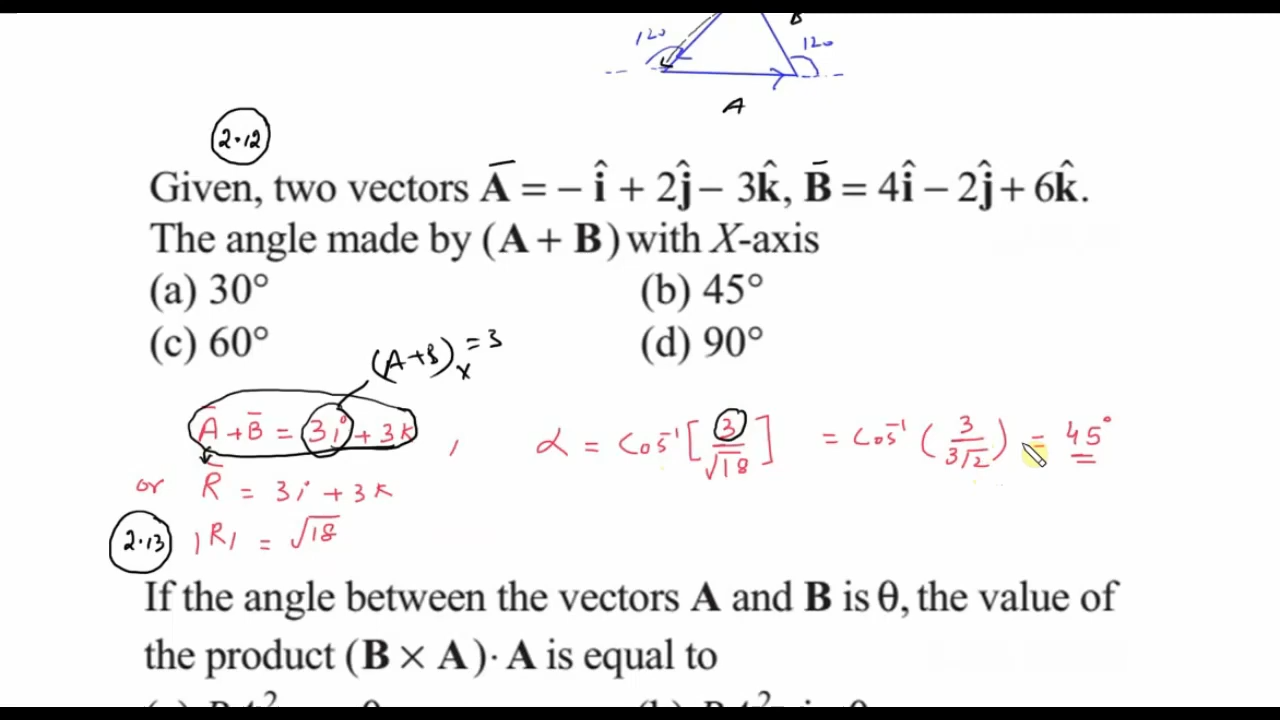 120
B
120
A
2.12
Given, two vectors A̅ = − î + 2ĵ − 3k̂, B̅ = 4î − 2ĵ + 6k̂.
The angle made by (A + B) with X-axis
(a) 30° (b) 45°
(c) 60° (d) 90°
(A+B)x = 3
A̅ + B̅ = 3i + 3k , α = Cos⁻¹ [3/√18] = Cos⁻¹ (3/3√2) = 45°
or R̅ = 3i + 3k
2.13 |R| = √18
If the angle between the vectors A and B is θ, the value of
the product (B × A)· A is equal to